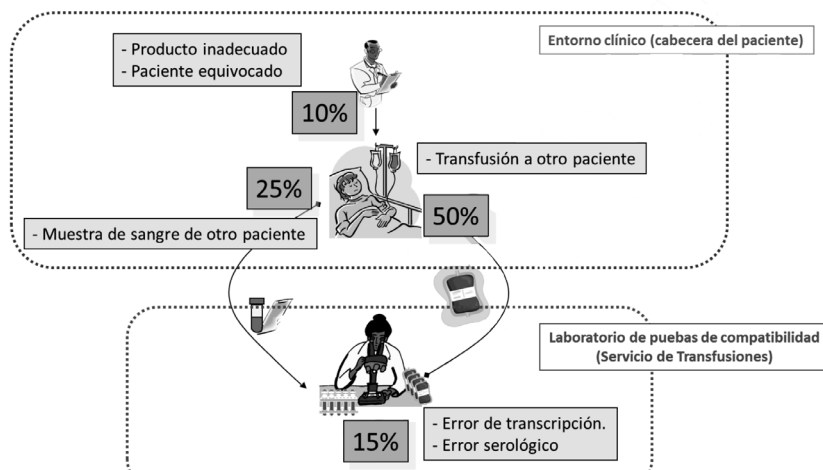 Entorno clínico (cabecera del paciente)
- Producto inadecuado
- Paciente equivocado
10%
- Transfusión a otro paciente
25%
50%
- Muestra de sangre de otro paciente
Laboratorio de puebas de compatibilidad
(Servicio de Transfusiones)
- Error de transcripción.
- Error serológico
15%